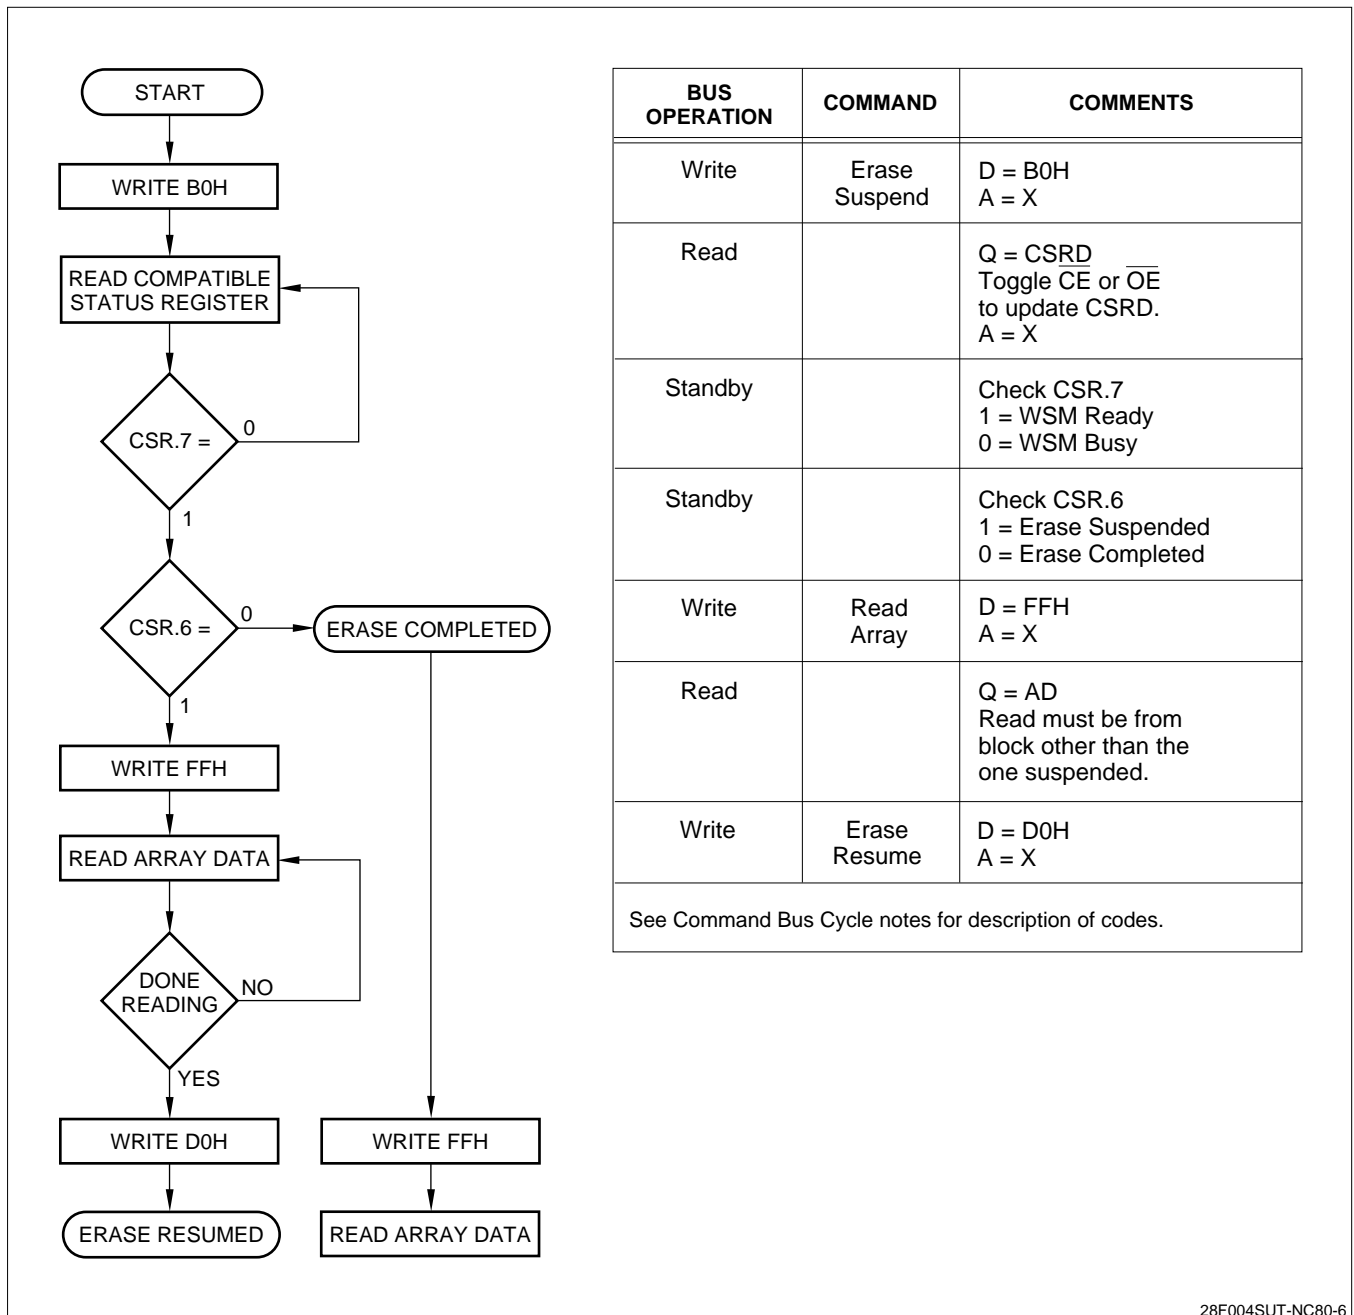 START
WRITE B0H
READ COMPATIBLE
STATUS REGISTER
CSR.7 =
0
1
CSR.6 =
0
ERASE COMPLETED
1
WRITE FFH
READ ARRAY DATA
DONE
READING
NO
YES
WRITE D0H
WRITE FFH
ERASE RESUMED
READ ARRAY DATA
BUS
OPERATION
COMMAND
COMMENTS
Write
Erase
Suspend
D = B0H
A = X
Read
Q = CSRD
Toggle C̅E̅ or O̅E̅
to update CSRD.
A = X
Standby
Check CSR.7
1 = WSM Ready
0 = WSM Busy
Standby
Check CSR.6
1 = Erase Suspended
0 = Erase Completed
Write
Read
Array
D = FFH
A = X
Read
Q = AD
Read must be from
block other than the
one suspended.
Write
Erase
Resume
D = D0H
A = X
See Command Bus Cycle notes for description of codes.
28F004SUT-NC80-6